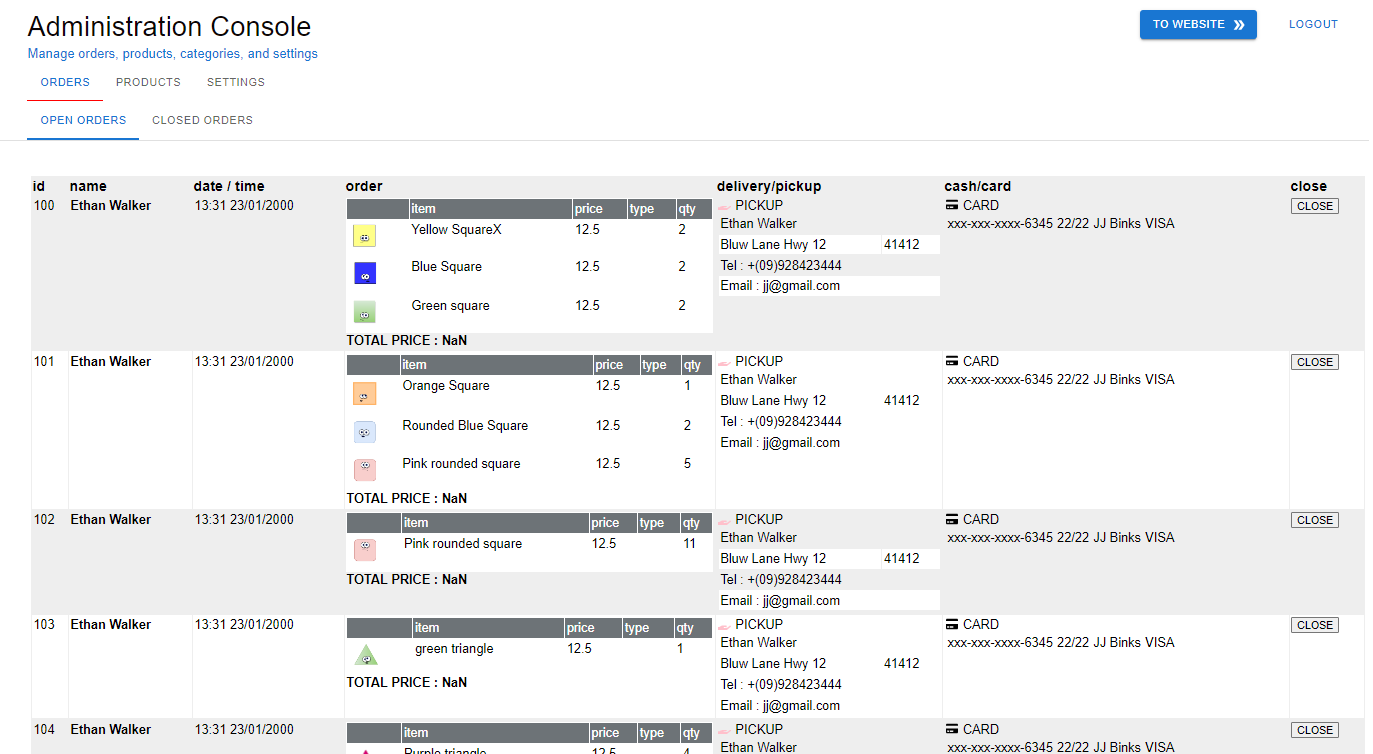 Administration Console
TO WEBSITE »
LOGOUT
Manage orders, products, categories, and settings
ORDERS PRODUCTS SETTINGS
OPEN ORDERS CLOSED ORDERS
id name date / time order delivery/pickup cash/card close
100 Ethan Walker 13:31 23/01/2000
item price type qty
Yellow SquareX 12.5 2
Blue Square 12.5 2
Green square 12.5 2
TOTAL PRICE : NaN
PICKUP
Ethan Walker
Bluw Lane Hwy 12 41412
Tel : +(09)928423444
Email : jj@gmail.com
CARD
xxx-xxx-xxxx-6345 22/22 JJ Binks VISA
CLOSE
101 Ethan Walker 13:31 23/01/2000
item price type qty
Orange Square 12.5 1
Rounded Blue Square 12.5 2
Pink rounded square 12.5 5
TOTAL PRICE : NaN
PICKUP
Ethan Walker
Bluw Lane Hwy 12 41412
Tel : +(09)928423444
Email : jj@gmail.com
CARD
xxx-xxx-xxxx-6345 22/22 JJ Binks VISA
CLOSE
102 Ethan Walker 13:31 23/01/2000
item price type qty
Pink rounded square 12.5 11
TOTAL PRICE : NaN
PICKUP
Ethan Walker
Bluw Lane Hwy 12 41412
Tel : +(09)928423444
Email : jj@gmail.com
CARD
xxx-xxx-xxxx-6345 22/22 JJ Binks VISA
CLOSE
103 Ethan Walker 13:31 23/01/2000
item price type qty
green triangle 12.5 1
TOTAL PRICE : NaN
PICKUP
Ethan Walker
Bluw Lane Hwy 12 41412
Tel : +(09)928423444
Email : jj@gmail.com
CARD
xxx-xxx-xxxx-6345 22/22 JJ Binks VISA
CLOSE
104 Ethan Walker 13:31 23/01/2000
item price type qty
Purple triangle 12.5 4
PICKUP
Ethan Walker
CARD
xxx-xxx-xxxx-6345 22/22 JJ Binks VISA
CLOSE